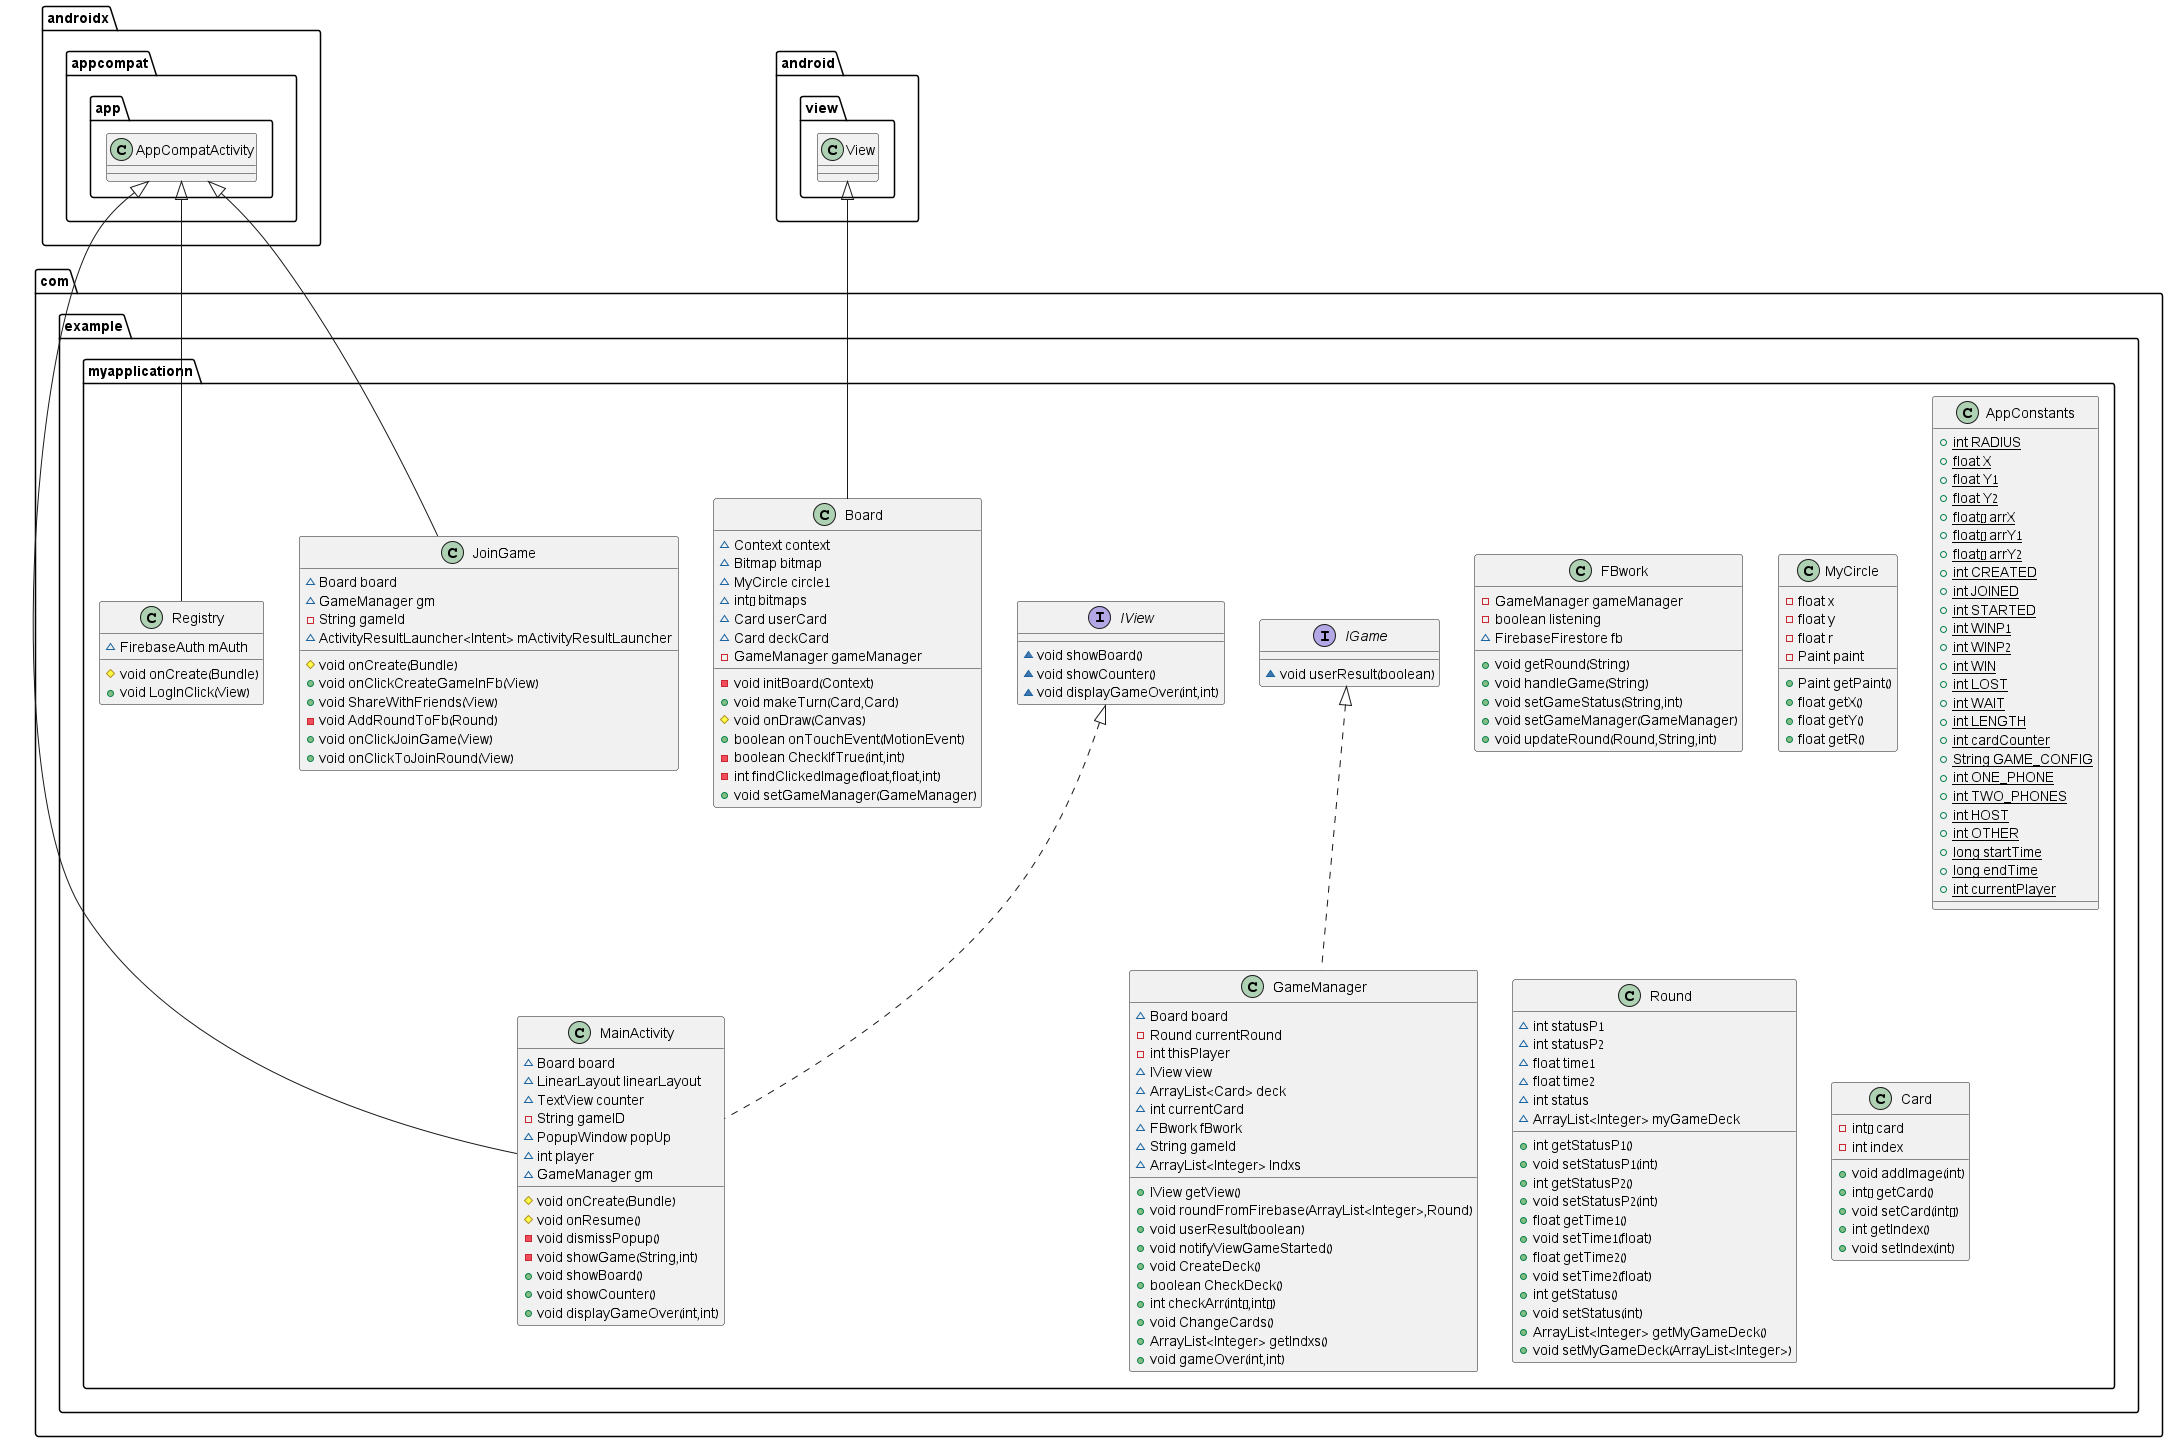 androidx
appcompat
app
C AppCompatActivity
android
view
C View
com
example
myapplicationn
C AppConstants
int RADIUS
float X
float Y1
float Y2
float[] arrX
float[] arrY1
float[] arrY2
int CREATED
int JOINED
int STARTED
int WINP1
int WINP2
int WIN
int LOST
int WAIT
int LENGTH
int cardCounter
String GAME_CONFIG
int ONE_PHONE
int TWO_PHONES
int HOST
int OTHER
long startTime
long endTime
int currentPlayer
C Registry
FirebaseAuth mAuth
void onCreate(Bundle)
void LogInClick(View)
C JoinGame
Board board
GameManager gm
String gameId
ActivityResultLauncher<Intent> mActivityResultLauncher
void onCreate(Bundle)
void onClickCreateGameInFb(View)
void ShareWithFriends(View)
void AddRoundToFb(Round)
void onClickJoinGame(View)
void onClickToJoinRound(View)
C Board
Context context
Bitmap bitmap
MyCircle circle1
int[] bitmaps
Card userCard
Card deckCard
GameManager gameManager
void initBoard(Context)
void makeTurn(Card,Card)
void onDraw(Canvas)
boolean onTouchEvent(MotionEvent)
boolean CheckIfTrue(int,int)
int findClickedImage(float,float,int)
void setGameManager(GameManager)
I IView
void showBoard()
void showCounter()
void displayGameOver(int,int)
I IGame
void userResult(boolean)
C FBwork
GameManager gameManager
boolean listening
FirebaseFirestore fb
void getRound(String)
void handleGame(String)
void setGameStatus(String,int)
void setGameManager(GameManager)
void updateRound(Round,String,int)
C MyCircle
float x
float y
float r
Paint paint
Paint getPaint()
float getX()
float getY()
float getR()
C MainActivity
Board board
LinearLayout linearLayout
TextView counter
String gameID
PopupWindow popUp
int player
GameManager gm
void onCreate(Bundle)
void onResume()
void dismissPopup()
void showGame(String,int)
void showBoard()
void showCounter()
void displayGameOver(int,int)
C GameManager
Board board
Round currentRound
int thisPlayer
IView view
ArrayList<Card> deck
int currentCard
FBwork fBwork
String gameId
ArrayList<Integer> Indxs
IView getView()
void roundFromFirebase(ArrayList<Integer>,Round)
void userResult(boolean)
void notifyViewGameStarted()
void CreateDeck()
boolean CheckDeck()
int checkArr(int[],int[])
void ChangeCards()
ArrayList<Integer> getIndxs()
void gameOver(int,int)
C Round
int statusP1
int statusP2
float time1
float time2
int status
ArrayList<Integer> myGameDeck
int getStatusP1()
void setStatusP1(int)
int getStatusP2()
void setStatusP2(int)
float getTime1()
void setTime1(float)
float getTime2()
void setTime2(float)
int getStatus()
void setStatus(int)
ArrayList<Integer> getMyGameDeck()
void setMyGameDeck(ArrayList<Integer>)
C Card
int[] card
int index
void addImage(int)
int[] getCard()
void setCard(int[])
int getIndex()
void setIndex(int)